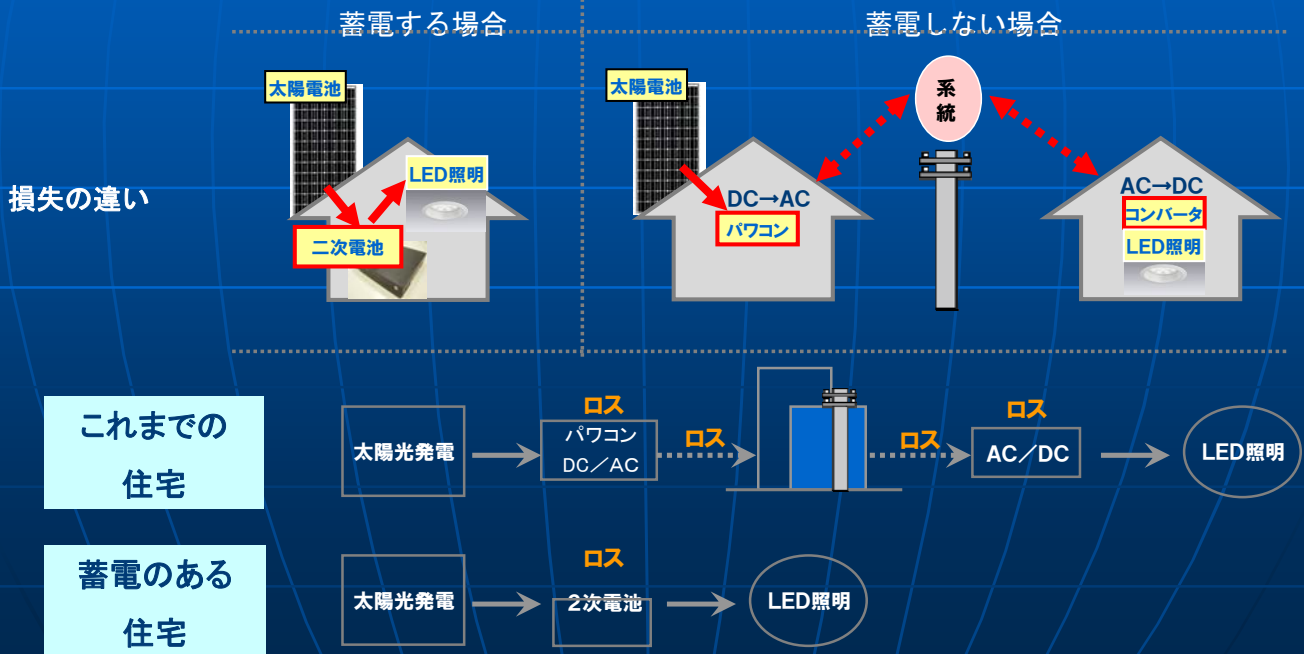 蓄電する場合
蓄電しない場合
損失の違い
太陽電池
LED照明
二次電池
太陽電池
DC→AC
パワコン
系
統
AC→DC
コンバータ
LED照明
これまでの
住宅
太陽光発電
ロス
パワコン
DC／AC
ロス
ロス
ロス
AC／DC
LED照明
蓄電のある
住宅
太陽光発電
ロス
2次電池
LED照明